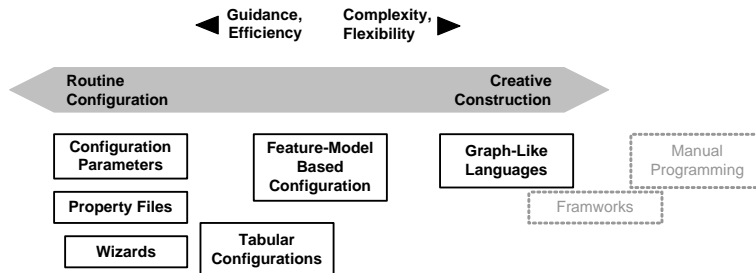 Guidance,
Efficiency
Complexity,
Flexibility
Routine
Configuration
Creative
Construction
Configuration
Parameters
Feature-Model
Based
Configuration
Graph-Like
Languages
Manual
Programming
Property Files
Framworks
Wizards
Tabular
Configurations